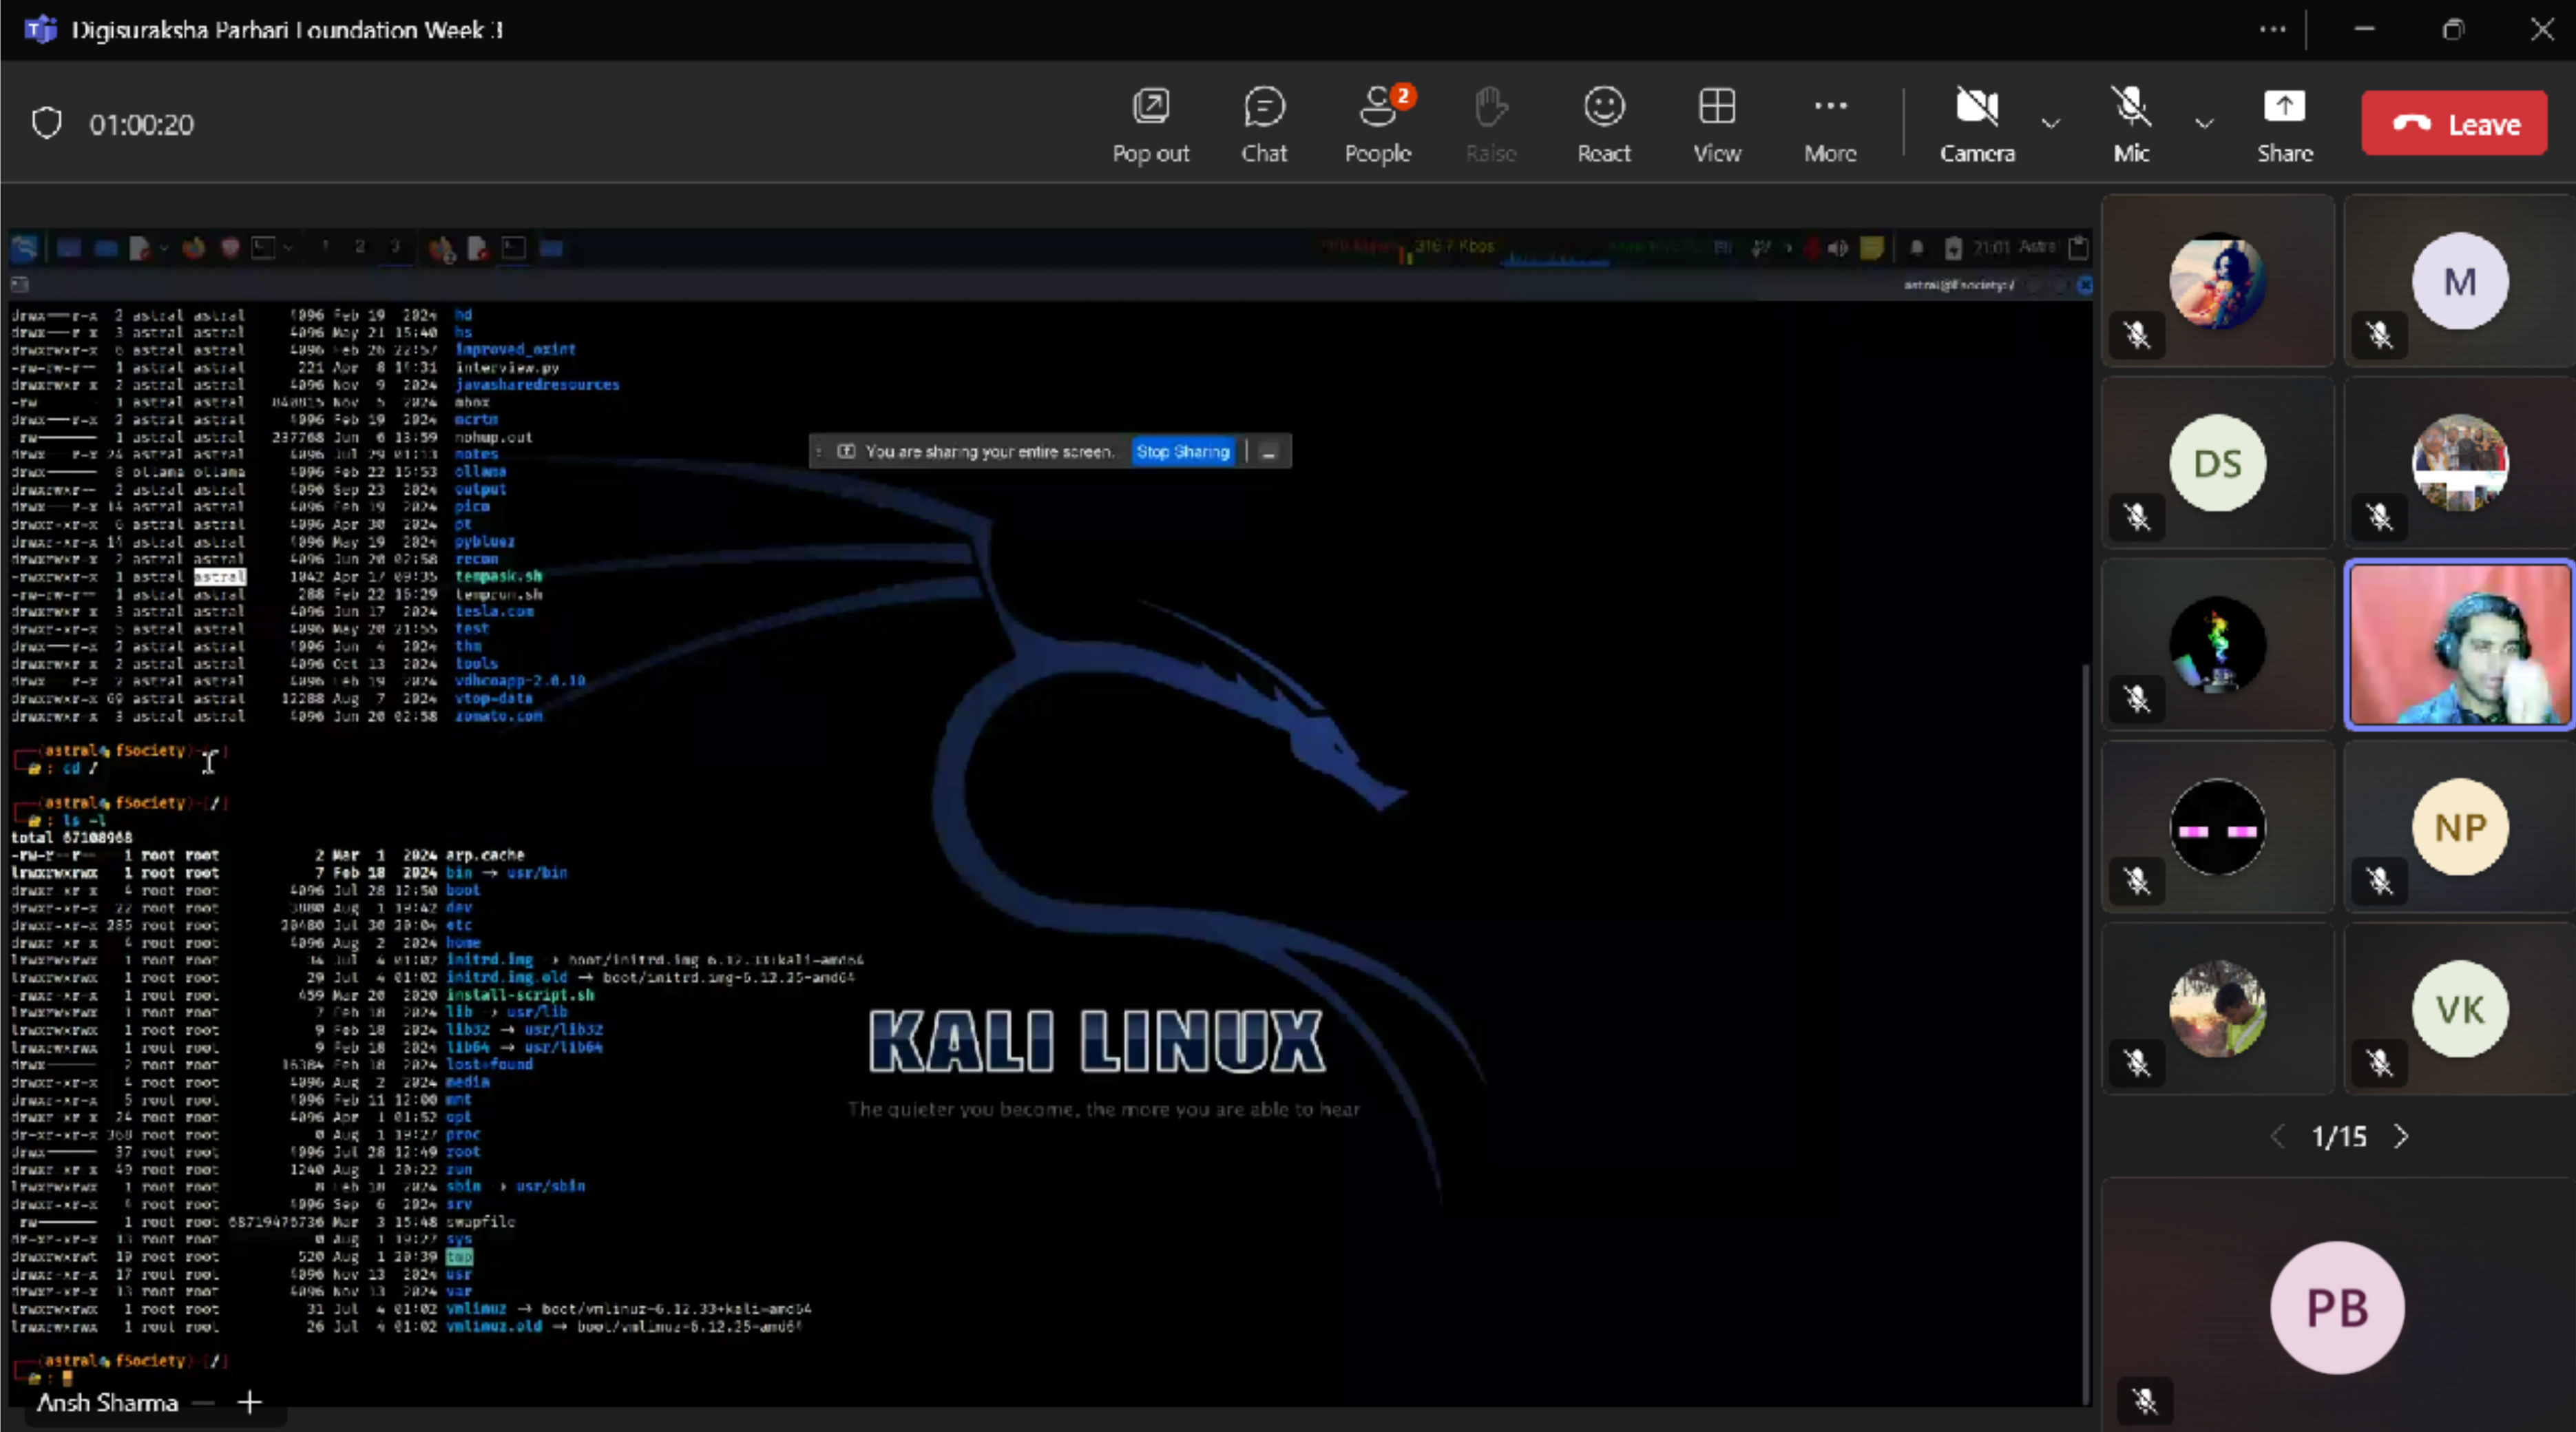 Digisuraksha Parhari Foundation Week 3
01:00:20
Pop out
Chat
2
People
Raise
React
View
More
Camera
Mic
Share
Leave
1 2 3
316.7 Kbps
21:01 Astra
astral@fsociety:/
drwx---r-x 2 astral astral 4096 Feb 19 2024 hd
drwx---r-x 3 astral astral 4096 May 21 15:40 hs
drwxrwxr-x 6 astral astral 4096 Feb 26 22:57 improved_oxint
-rw-rw-r-- 1 astral astral 221 Apr 8 interview.py
drwxrwxr-x 2 astral astral 4096 Nov 9 2024 javasharedresources
1 astral astral Nov 5 2024 mbox
drwx---r-x 2 astral astral 4096 Feb 19 2024 mcrtm
1 astral astral 237768 Jun 6 13:59 nohup.out
drwx---r-x 24 astral astral 4096 Jul 29 01:13 notes
drwx------ 8 ollama ollama 4096 Feb 22 15:53 ollama
drwxrwxr-- 2 astral astral 4096 Sep 23 2024 output
drwx---r-x 14 astral astral 4096 Feb 19 2024 pico
drwxr-xr-x 6 astral astral 4096 Apr 30 2024 pt
drwxr-xr-x 14 astral astral 4096 May 19 2024 pybluez
drwxrwxr-x 2 astral astral 4096 Jun 20 02:58 recon
-rwxrwxr-x 1 astral astral 1042 Apr 17 09:35 tempask.sh
-rw-rw-r-- 1 astral astral 288 Feb 22 16:29 temprun.sh
drwxrwxr-x 3 astral astral 4096 Jun 17 2024 tesla.com
drwxr-xr-x 5 astral astral 4096 May 20 21:55 test
drwx---r-x 2 astral astral 4096 Jun 4 2024 thm
drwxrwxr-x 2 astral astral 4096 Oct 13 2024 tools
drwx---r-x 2 astral astral 4096 Feb 19 2024 vdhcoapp-2.0.10
drwxrwxr-x 69 astral astral 12288 Aug 7 2024 vtop-data
drwxrwxr-x 3 astral astral 4096 Jun 20 02:58 zomato.com
You are sharing your entire screen. Stop Sharing
(astral fSociety)-[ ]
: cd /
(astral fSociety)-[/]
: ls -l
total 67108968
-rw-r--r-- 1 root root 2 Mar 1 2024 arp.cache
lrwxrwxrwx 1 root root 7 Feb 18 2024 bin → usr/bin
drwxr-xr-x 4 root root 4096 Jul 28 12:50 boot
drwxr-xr-x 22 root root Aug 1 19:42 dev
drwxr-xr-x 285 root root 20480 Jul 30 20:04 etc
drwxr-xr-x 4 root root 4096 Aug 2 2024 home
lrwxrwxrwx 1 root root 34 Jul 4 01:02 initrd.img → boot/initrd.img-6.12.33+kali-amd64
lrwxrwxrwx 1 root root 29 Jul 4 01:02 initrd.img.old → boot/initrd.img-6.12.25-amd64
-rwxr-xr-x 1 root root 459 Mar 20 2020 install-script.sh
lrwxrwxrwx 1 root root 7 Feb 18 2024 lib → usr/lib
lrwxrwxrwx 1 root root 9 Feb 18 2024 lib32 → usr/lib32
lrwxrwxrwx 1 root root 9 Feb 18 2024 lib64 → usr/lib64
drwx------ 2 root root 16384 Feb 18 2024 lost+found
drwxr-xr-x 4 root root 4096 Aug 2 2024 media
drwxr-xr-x 5 root root 4096 Feb 11 12:00 mnt
drwxr-xr-x 24 root root 4096 Apr 1 01:52 opt
dr-xr-xr-x 368 root root 0 Aug 1 19:27 proc
drwx------ 37 root root 4096 Jul 28 12:49 root
drwxr-xr-x 49 root root 1240 Aug 1 20:22 run
lrwxrwxrwx 1 root root 8 Feb 18 2024 sbin → usr/sbin
drwxr-xr-x 4 root root 4096 Sep 6 2024 srv
-rw------- 1 root root 68719476736 Mar 3 15:48 swapfile
dr-xr-xr-x 13 root root 0 Aug 1 19:27 sys
drwxrwxrwt 19 root root 520 Aug 1 20:39 tmp
drwxr-xr-x 17 root root 4096 Nov 13 2024 usr
drwxr-xr-x 13 root root 4096 Nov 13 2024 var
lrwxrwxrwx 1 root root 31 Jul 4 01:02 vmlinuz → boot/vmlinuz-6.12.33+kali-amd64
lrwxrwxrwx 1 root root 26 Jul 4 01:02 vmlinuz.old → boot/vmlinuz-6.12.25-amd64
(astral fSociety)-[/]
:
KALI LINUX
The quieter you become, the more you are able to hear
Ansh Sharma
M
DS
NP
VK
1/15
PB